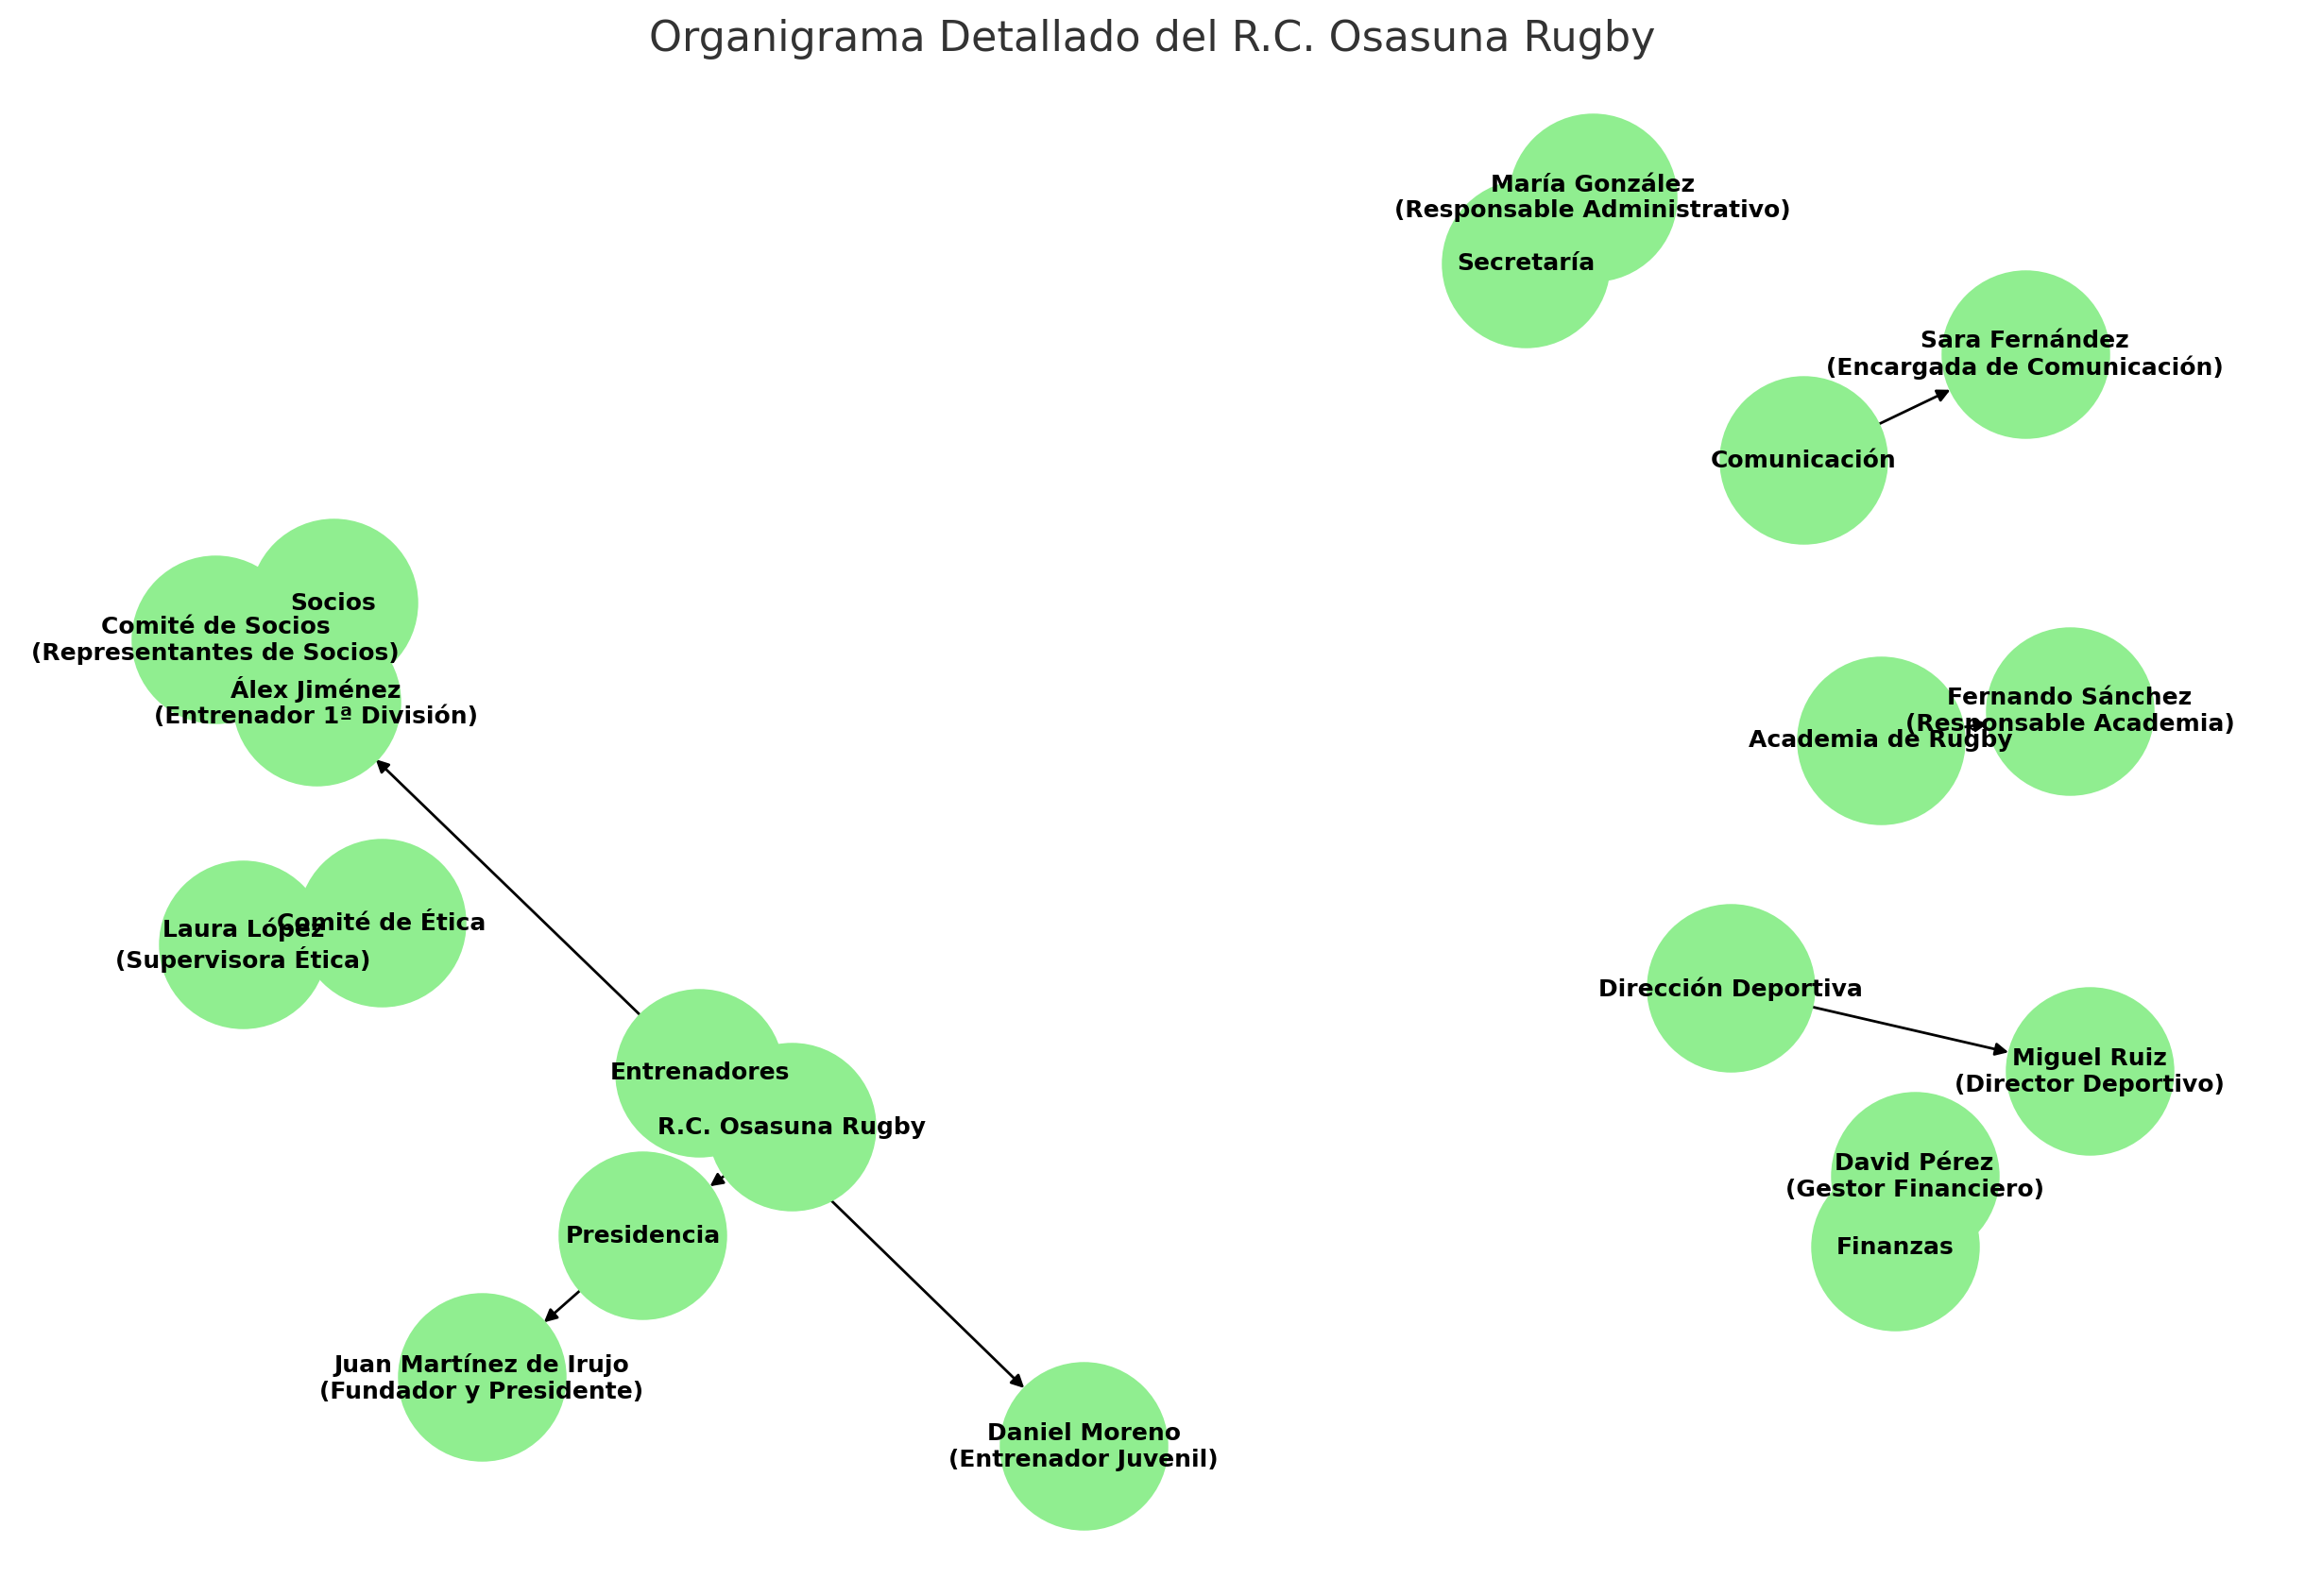 Organigrama Detallado del R.C. Osasuna Rugby
María González
(Responsable Administrativo)
Secretaría
Sara Fernández
(Encargada de Comunicación)
Comunicación
Socios
Comité de Socios
(Representantes de Socios)
Álex Jiménez
(Entrenador 1ª División)
Fernando Sánchez
(Responsable Academia)
Academia de Rugby
Comité de Ética
Laura López
(Supervisora Ética)
Dirección Deportiva
Miguel Ruiz
(Director Deportivo)
Entrenadores
R.C. Osasuna Rugby
David Pérez
(Gestor Financiero)
Finanzas
Presidencia
Juan Martínez de Irujo
(Fundador y Presidente)
Daniel Moreno
(Entrenador Juvenil)